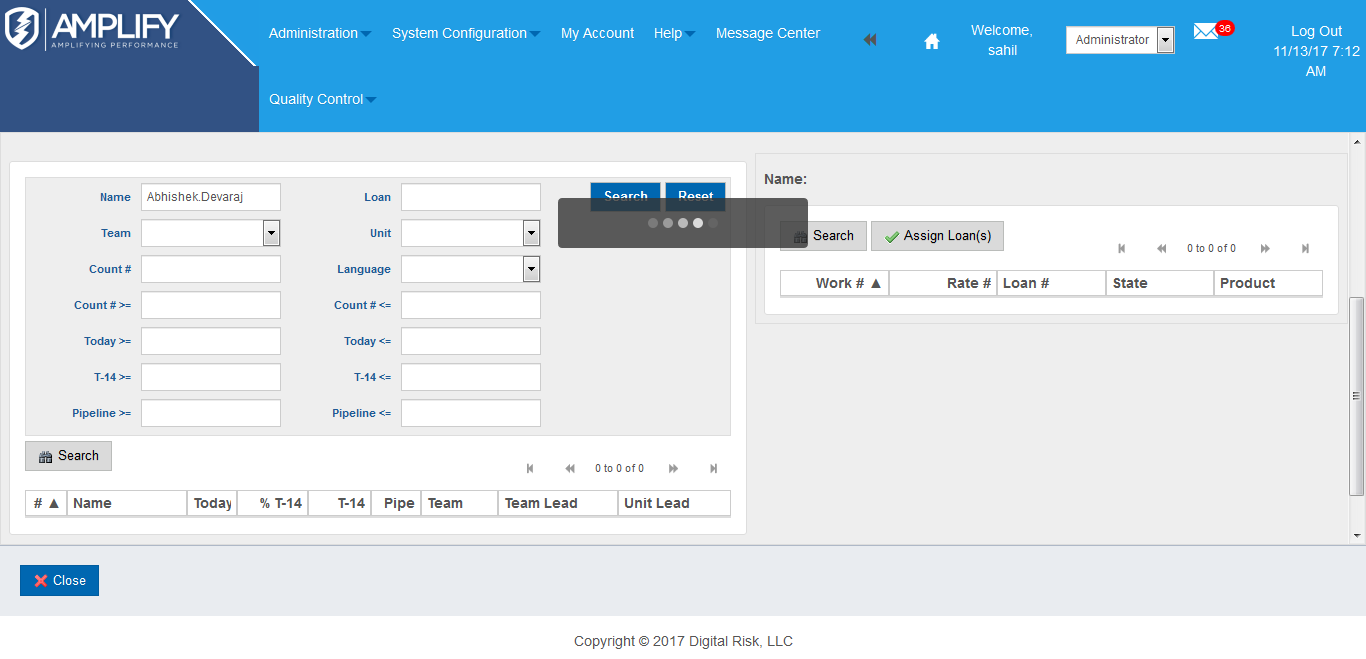 AMPLIFY
AMPLIFYING PERFORMANCE
Administration System Configuration My Account Help Message Center
Quality Control
Welcome,
sahil
Administrator
36
Log Out
11/13/17 7:12
AM
Name Abhishek.Devaraj Loan Search Reset
Team Unit
Count # Language
Count # >= Count # <=
Today >= Today <=
T-14 >= T-14 <=
Pipeline >= Pipeline <=
Search
0 to 0 of 0
# ▲ Name Today % T-14 T-14 Pipe Team Team Lead Unit Lead
Name:
Search Assign Loan(s)
0 to 0 of 0
Work # ▲ Rate # Loan # State Product
Close
Copyright © 2017 Digital Risk, LLC